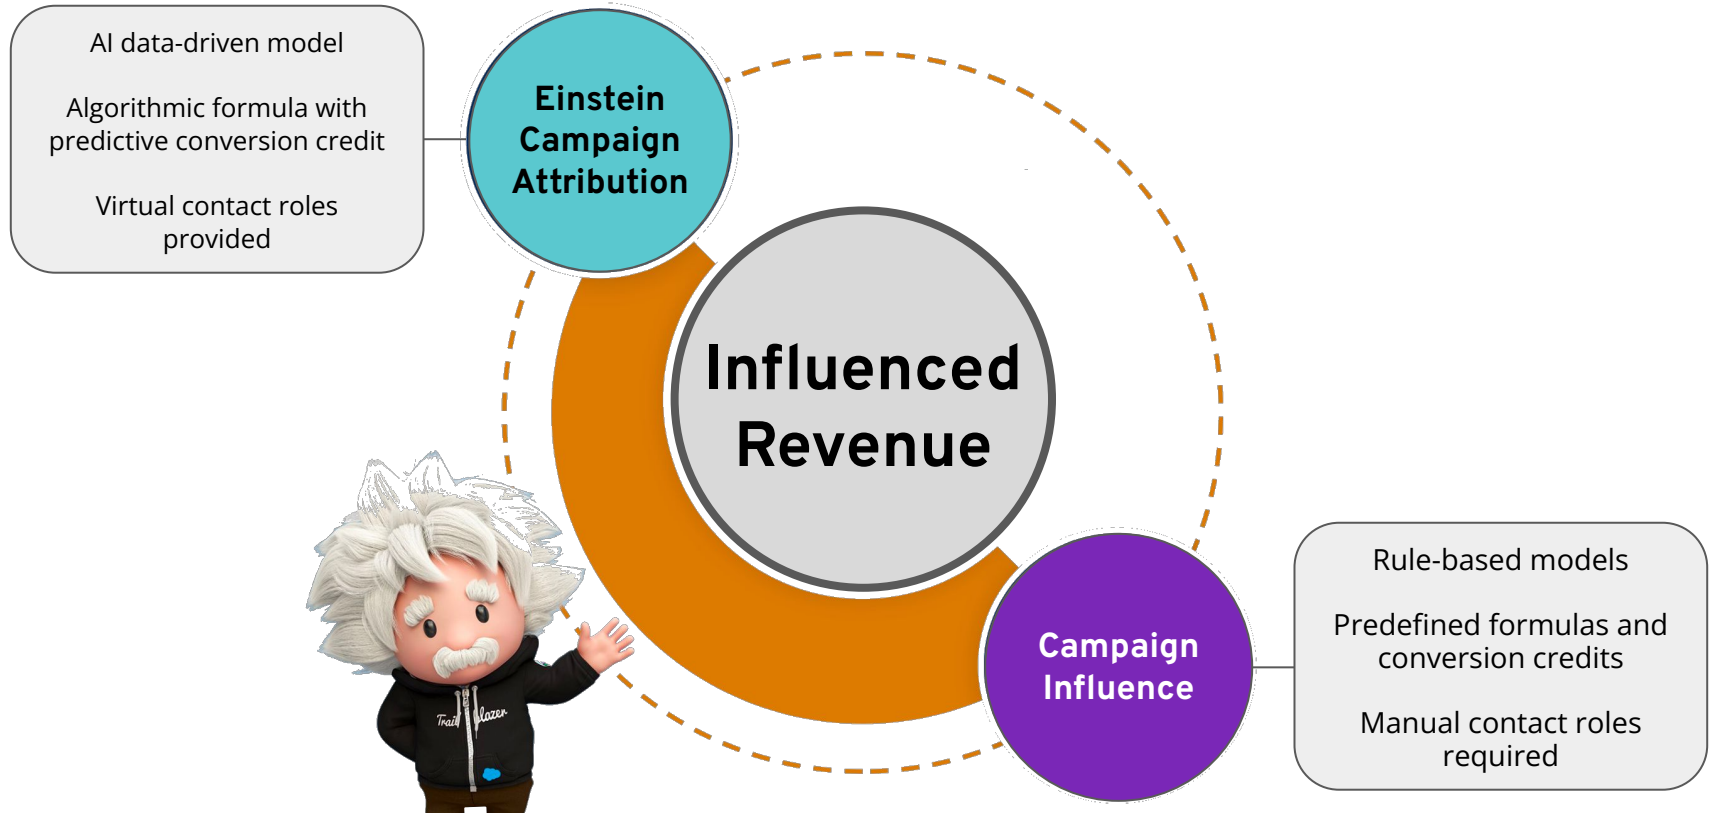 AI data-driven model
Algorithmic formula with
predictive conversion credit
Virtual contact roles
provided
Einstein
Campaign
Attribution
Influenced
Revenue
Campaign
Influence
Rule-based models
Predefined formulas and
conversion credits
Manual contact roles
required
Trailblazer